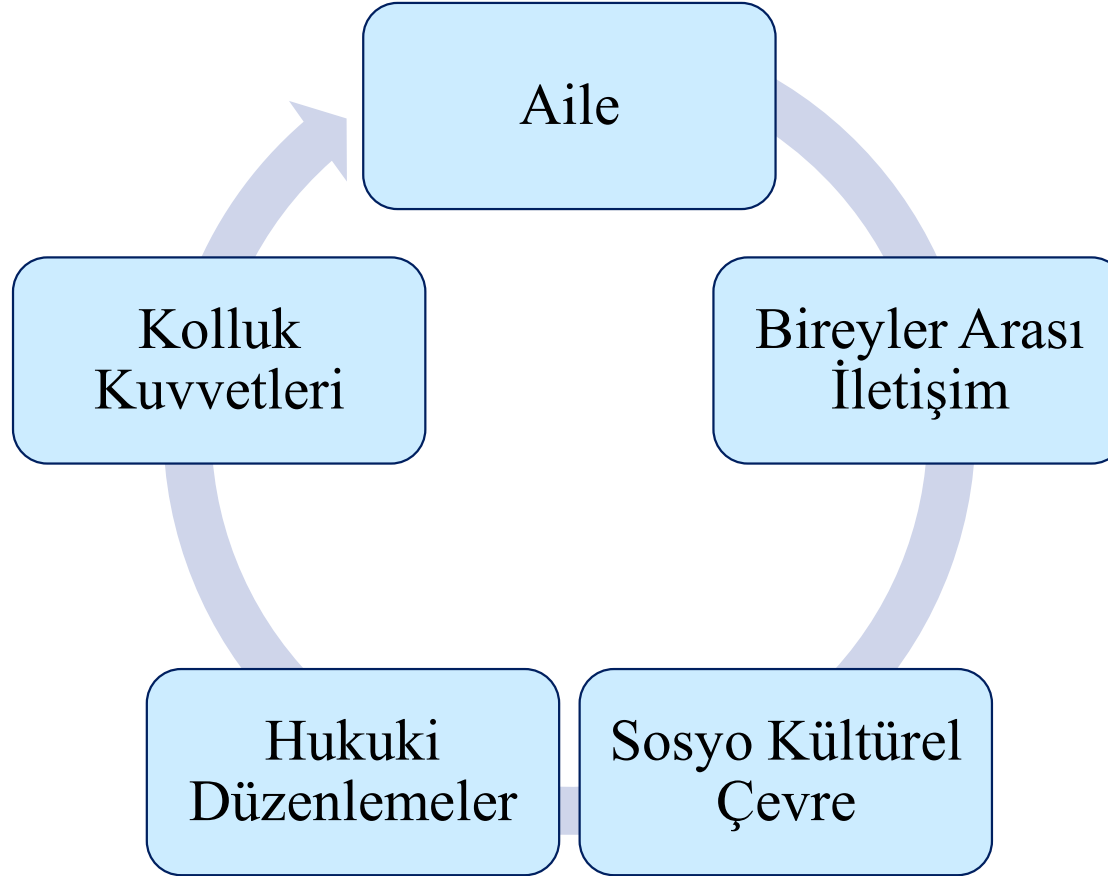 Aile
Bireyler Arası
İletişim
Sosyo Kültürel
Çevre
Hukuki
Düzenlemeler
Kolluk
Kuvvetleri